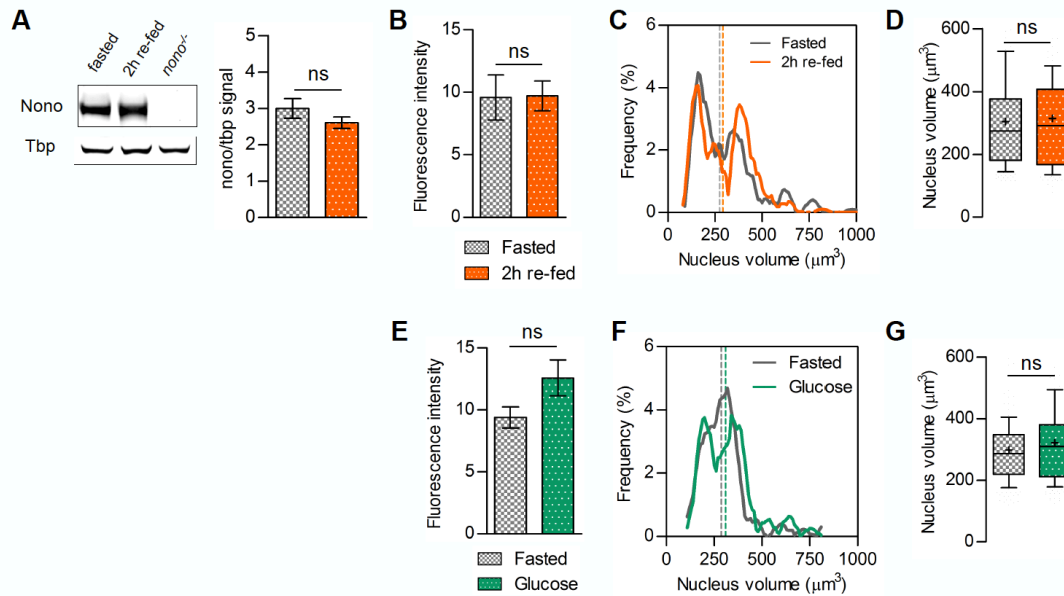 A
fasted
2h re-fed
nono-/-
Nono
Tbp
nono/tbp signal
5
4
3
2
1
0
ns
B
Fluorescence intensity
15
10
5
0
ns
Fasted
2h re-fed
C
Frequency (%)
6
4
2
0
Fasted
2h re-fed
0 250 500 750 1000
Nucleus volume (μm3)
D
Nucleus volume (μm3)
600
400
200
0
ns
E
Fluorescence intensity
15
10
5
0
ns
Fasted
Glucose
F
Frequency (%)
6
4
2
0
Fasted
Glucose
0 250 500 750 1000
Nucleus volume (μm3)
G
Nucleus volume (μm3)
600
400
200
0
ns